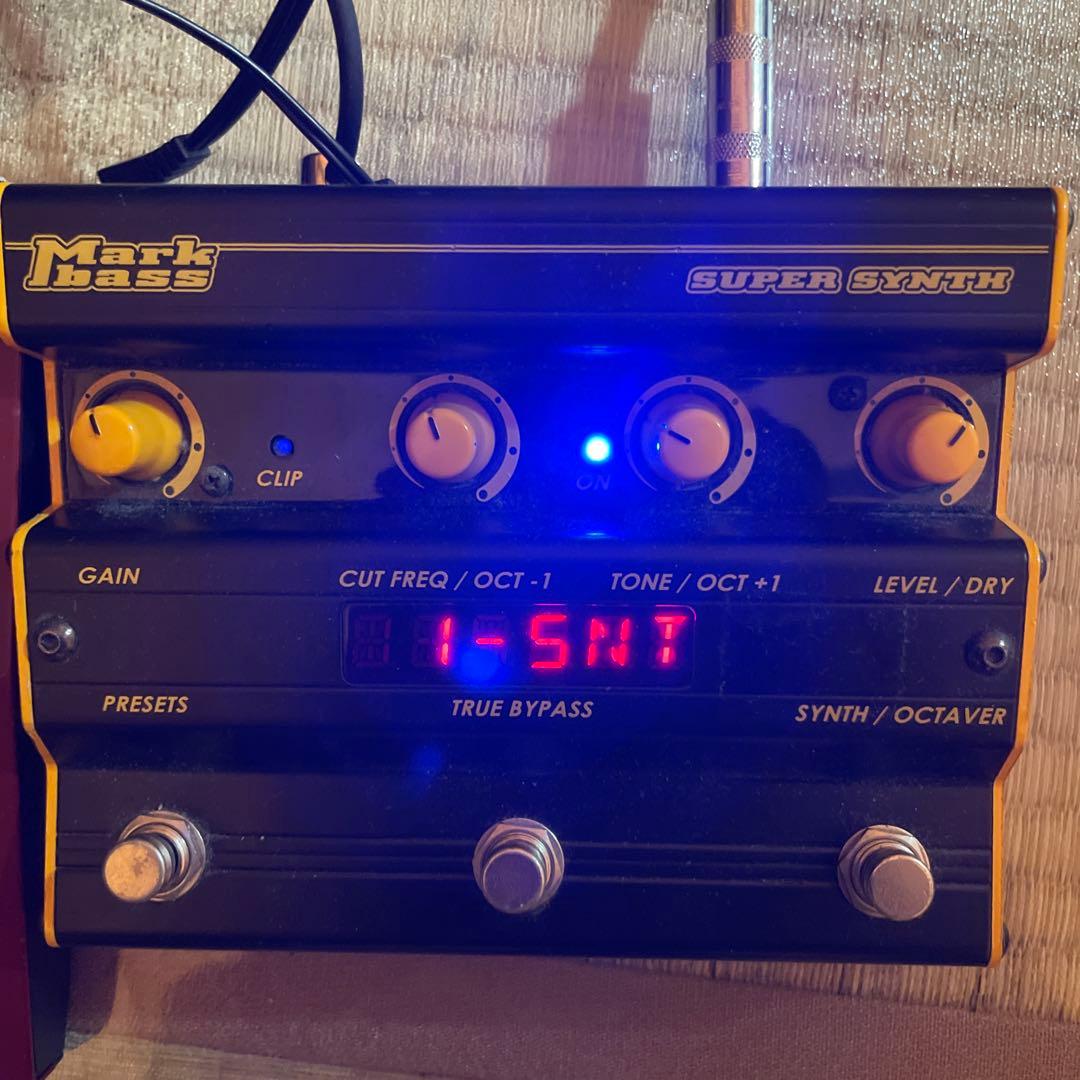 Mark
bass
SUPER SYNTH
CLIP
ON
GAIN
CUT FREQ / OCT -1
TONE / OCT +1
LEVEL / DRY
1-SNT
PRESETS
TRUE BYPASS
SYNTH / OCTAVER